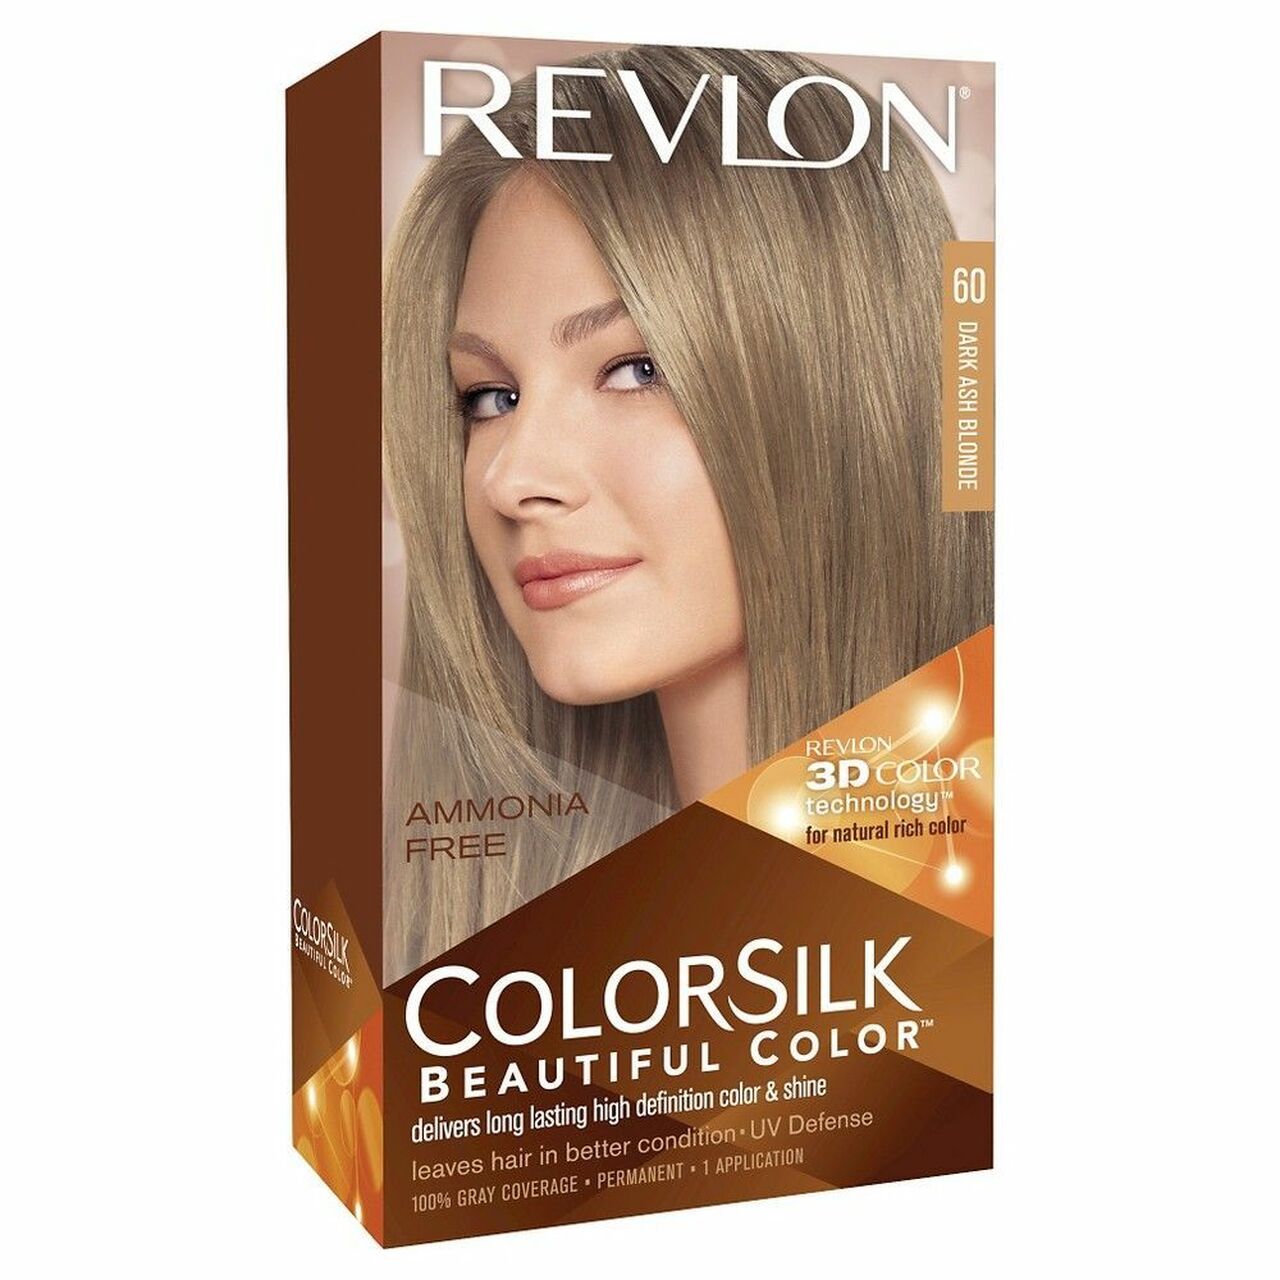 REVLON®
60 DARK ASH BLONDE
REVLON
3D COLOR
technology™
for natural rich color
AMMONIA
FREE
COLORSILK
BEAUTIFUL COLOR™
delivers long lasting high definition color & shine
leaves hair in better condition • UV Defense
100% GRAY COVERAGE • PERMANENT • 1 APPLICATION
COLORSILK
BEAUTIFUL COLOR™